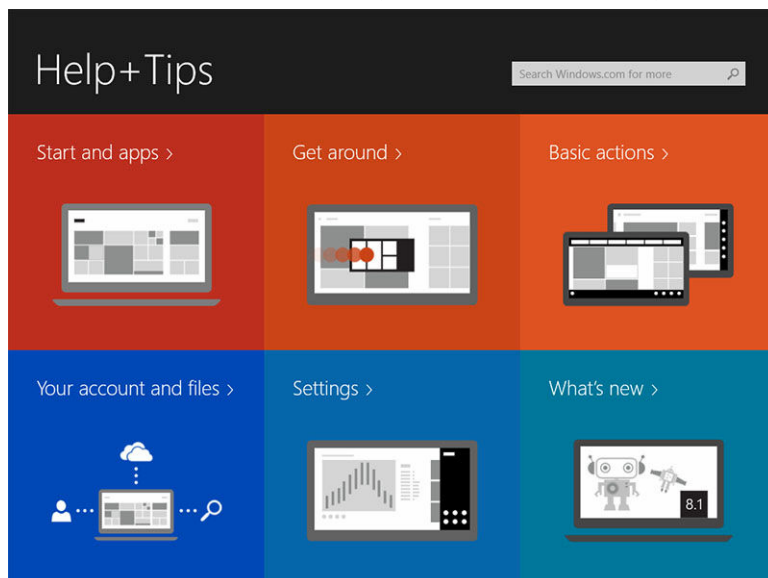 Help+Tips
Search Windows.com for more
Start and apps >
Get around >
Basic actions >
Your account and files >
Settings >
What's new >
8.1